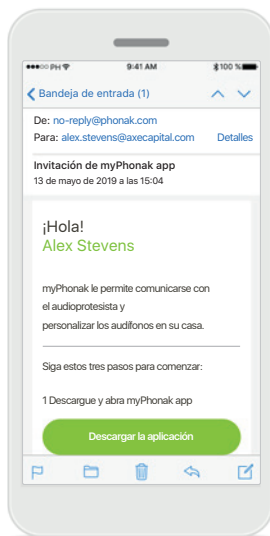 PH
9:41 AM
100 %
Bandeja de entrada (1)
De: no-reply@phonak.com
Para: alex.stevens@axecapital.com Detalles
Invitación de myPhonak app
13 de mayo de 2019 a las 15:04
¡Hola!
Alex Stevens
myPhonak le permite comunicarse con
el audioprotesista y
personalizar los audífonos en su casa.
Siga estos tres pasos para comenzar:
1 Descargue y abra myPhonak app
Descargar la aplicación